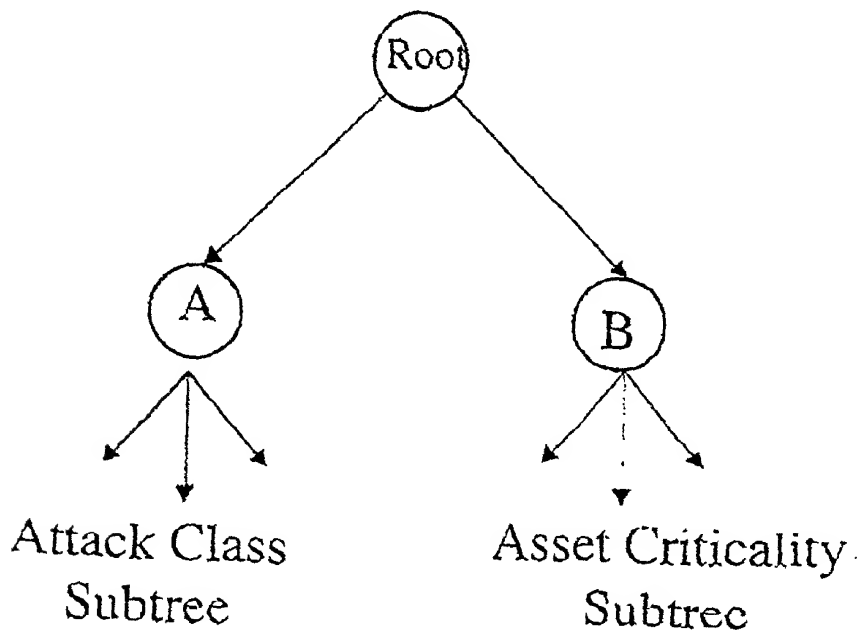 Root
A
B
Attack Class
Subtree
Asset Criticality
Subtree